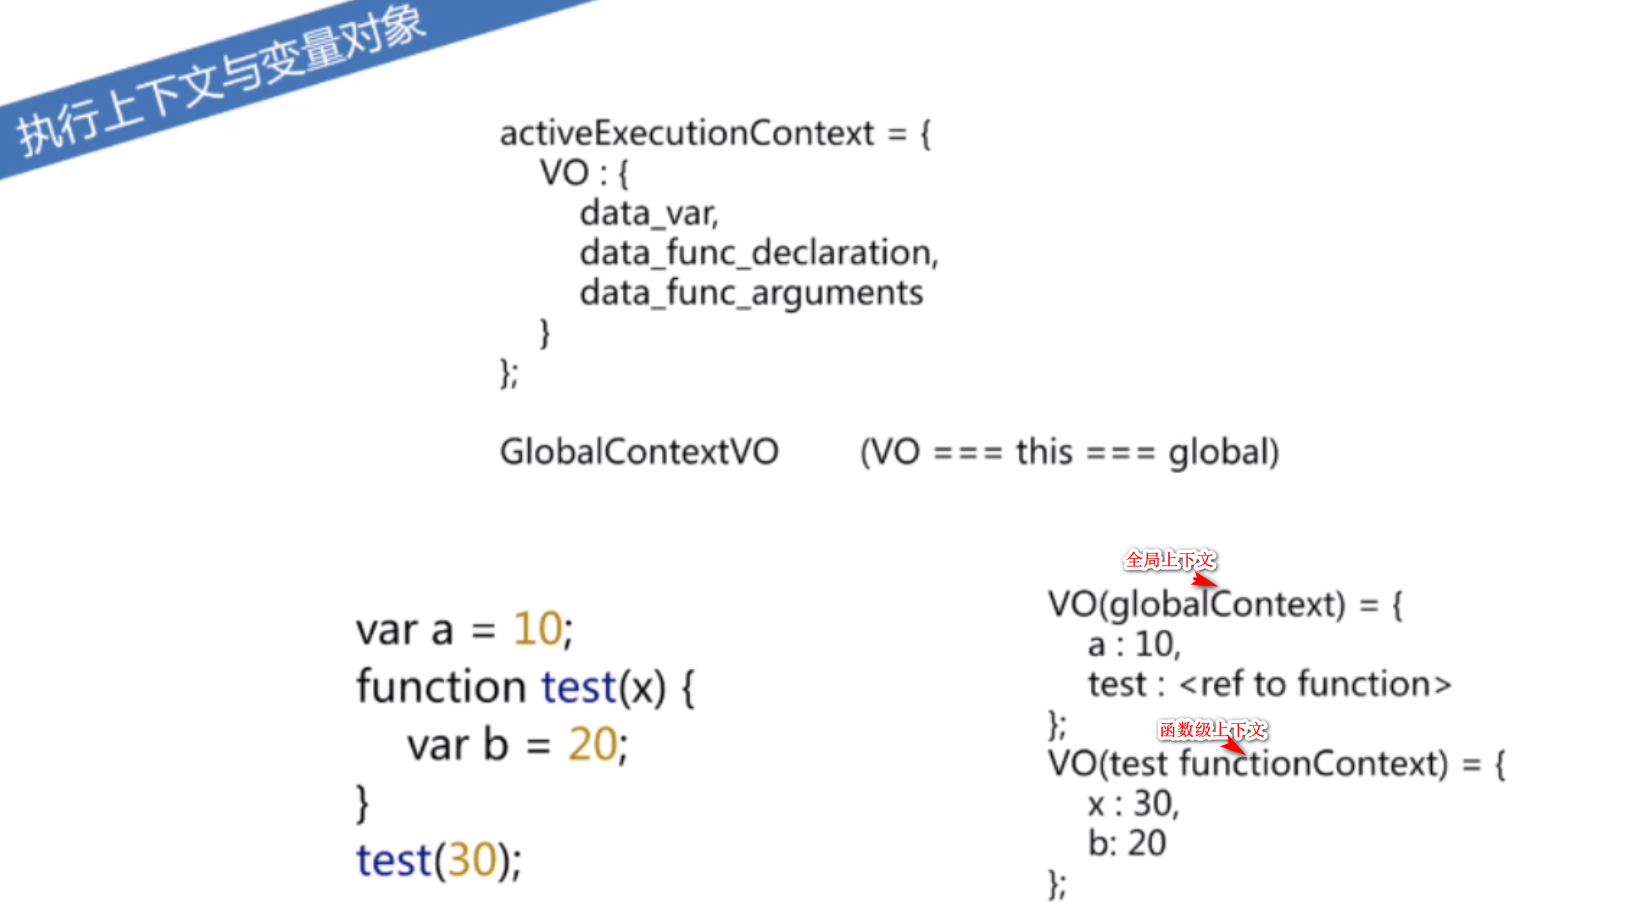 执行上下文与变量对象
activeExecutionContext = {
VO : {
data_var,
data_func_declaration,
data_func_arguments
}
};
GlobalContextVO (VO === this === global)
var a = 10;
function test(x) {
var b = 20;
}
test(30);
全局上下文
VO(globalContext) = {
a : 10,
test : <ref to function>
};
函数级上下文
VO(test functionContext) = {
x : 30,
b: 20
};